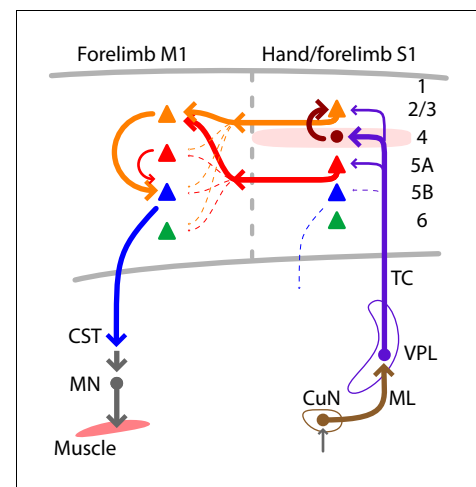 Forelimb M1
Hand/forelimb S1
1
2/3
4
5A
5B
6
TC
CST
VPL
MN
CuN
ML
Muscle